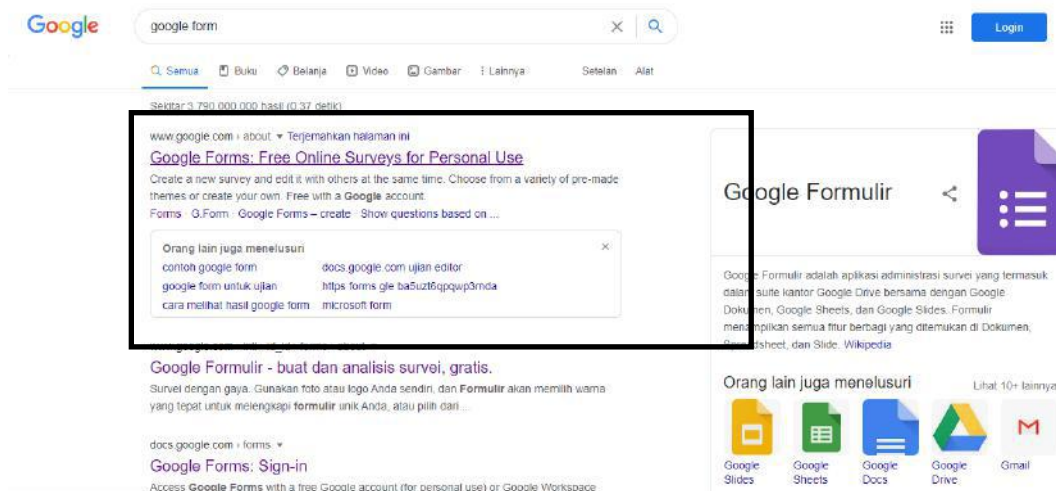 Google
google form
Login
Semua Buku Belanja Video Gambar Lainnya Setelan Alat
Sekitar 3.790.000.000 hasil (0,37 detik)
www.google.com › about Terjemahkan halaman ini
Google Forms: Free Online Surveys for Personal Use
Create a new survey and edit it with others at the same time. Choose from a variety of pre-made
themes or create your own. Free with a Google account.
Forms · G.Form · Google Forms – create · Show questions based on ...
Orang lain juga menelusuri
contoh google form docs.google com ujian editor
google form untuk ujian https forms gle
cara melihat hasil google form microsoft form
Google Formulir - buat dan analisis survei, gratis.
Survei dengan gaya. Gunakan foto atau logo Anda sendiri, dan Formulir akan memilih warna
yang tepat untuk melengkapi formulir unik Anda, atau pilih dari ...
docs.google.com › forms
Google Forms: Sign-in
Access Google Forms with a free Google account (for personal use) or Google Workspace
Google Formulir
Google Formulir adalah aplikasi administrasi survei yang termasuk
dalam suite kantor Google Drive bersama dengan Google
Dokumen, Google Sheets, dan Google Slides. Formulir
menampilkan semua fitur berbagi yang ditemukan di Dokumen,
Spreadsheet, dan Slide. Wikipedia
Orang lain juga menelusuri Lihat 10+ lainnya
Google Slides
Google Sheets
Google Docs
Google Drive
Gmail